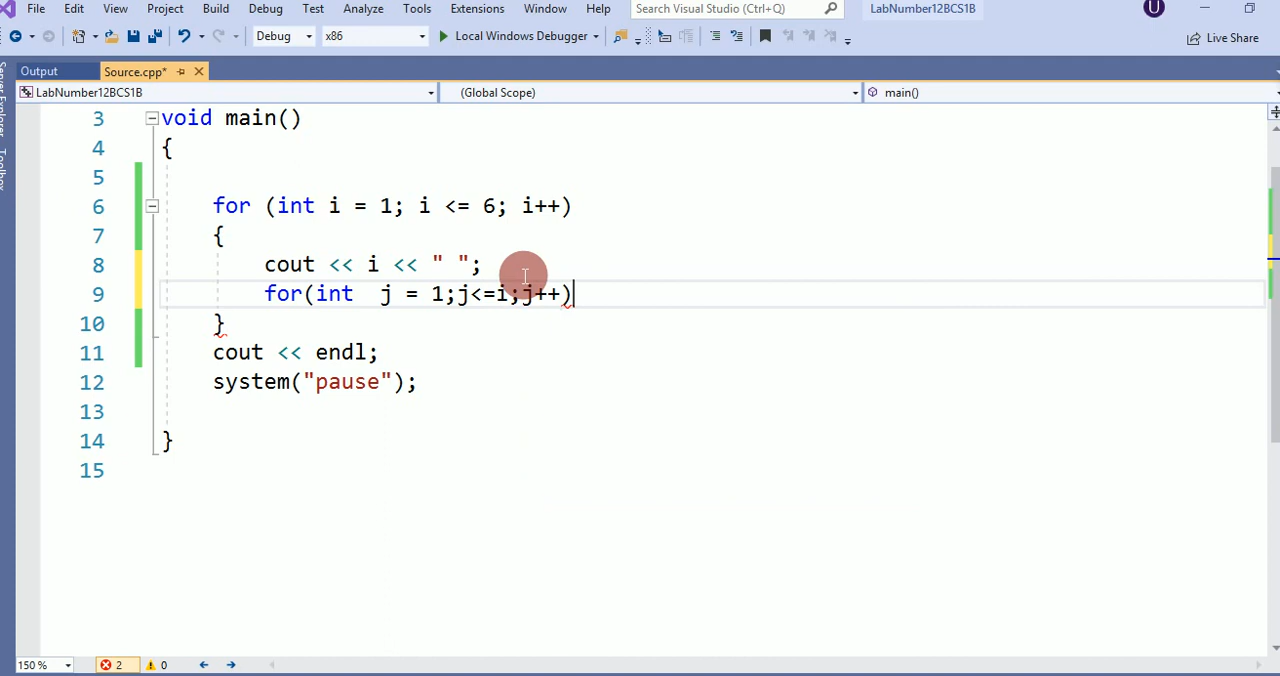 File Edit View Project Build Debug Test Analyze Tools Extensions Window Help Search Visual Studio (Ctrl+Q) LabNumber12BCS1B U
Debug x86 Local Windows Debugger Live Share
Output Source.cpp*
LabNumber12BCS1B (Global Scope) main()
Server Explorer
Toolbox
3 void main()
4 {
5
6 for (int i = 1; i <= 6; i++)
7 {
8 cout << i << " ";
9 for(int  j = 1;j<=i;j++)
10 }
11 cout << endl;
12 system("pause");
13
14 }
15
150 % 2 0